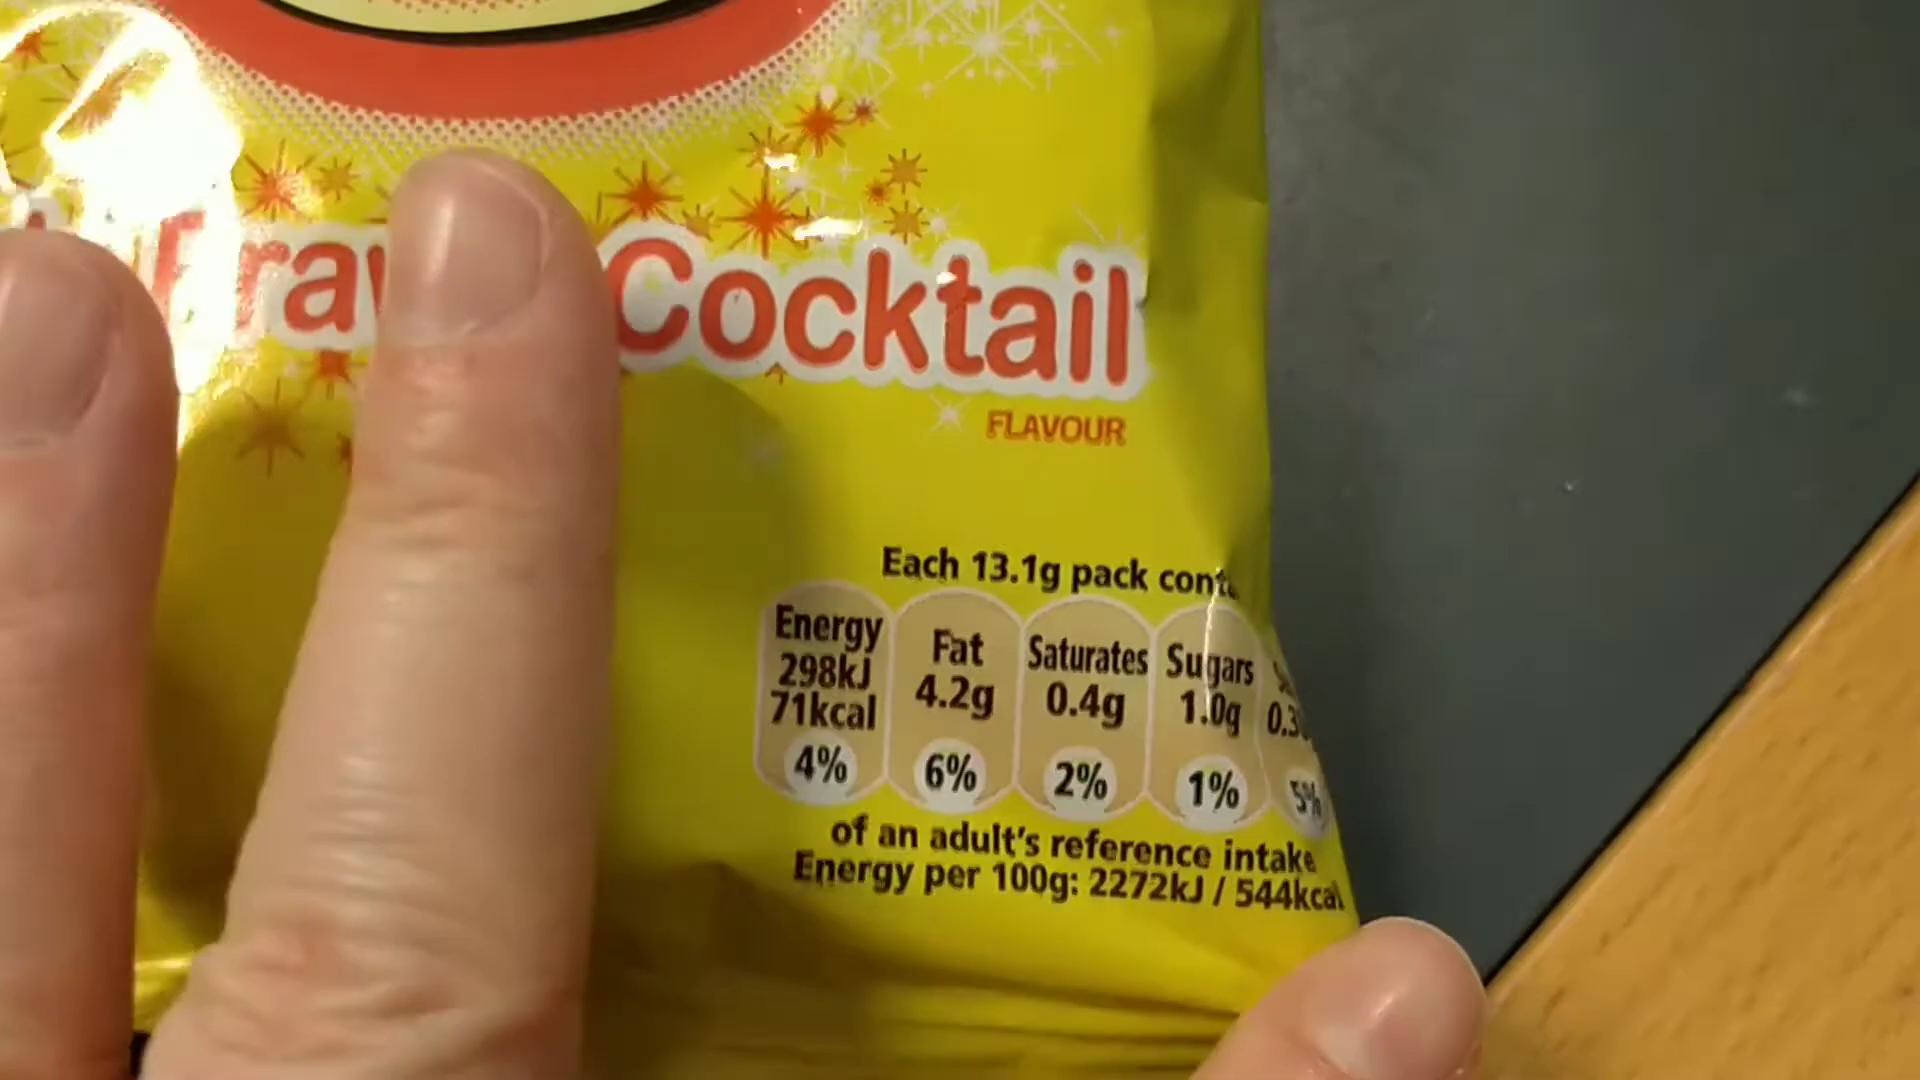 Cocktail
FLAVOUR
Each 13.1g pack
Energy 298kJ 71kcal 4%
Fat 4.2g 6%
Saturates 0.4g 2%
Sugars 1.0g 1%
5%
of an adult's reference intake
Energy per 100g: 2272kJ / 544kcal